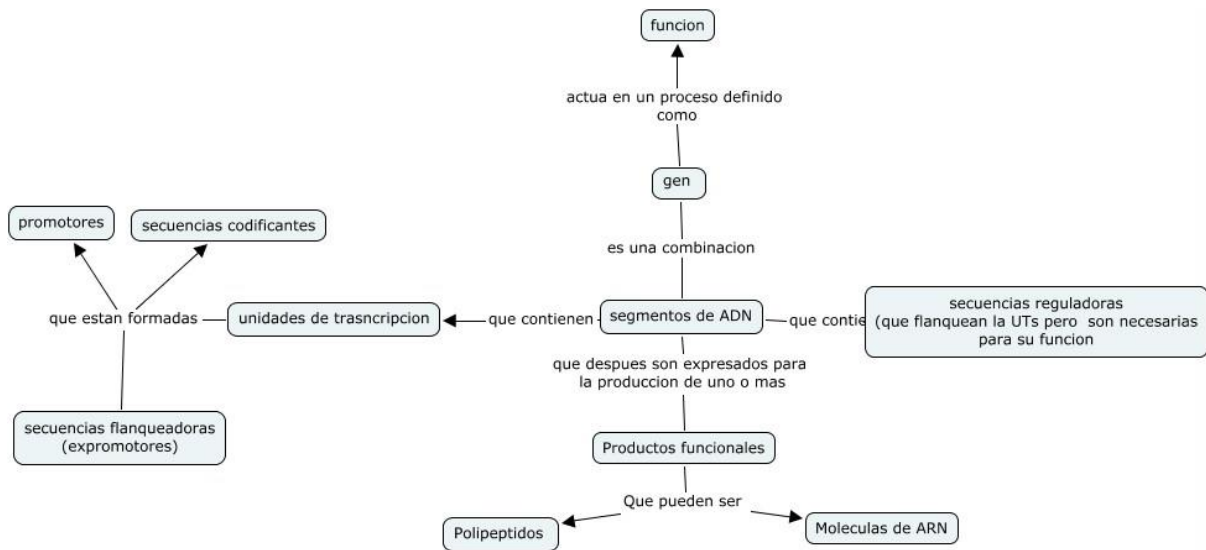 funcion
actua en un proceso definido
como
gen
promotores
secuencias codificantes
es una combinacion
que estan formadas
unidades de trasncripcion
que contienen
segmentos de ADN
que contie
secuencias reguladoras
(que flanquean la UTs pero son necesarias
para su funcion
que despues son expresados para
la produccion de uno o mas
secuencias flanqueadoras
(expromotores)
Productos funcionales
Que pueden ser
Polipeptidos
Moleculas de ARN